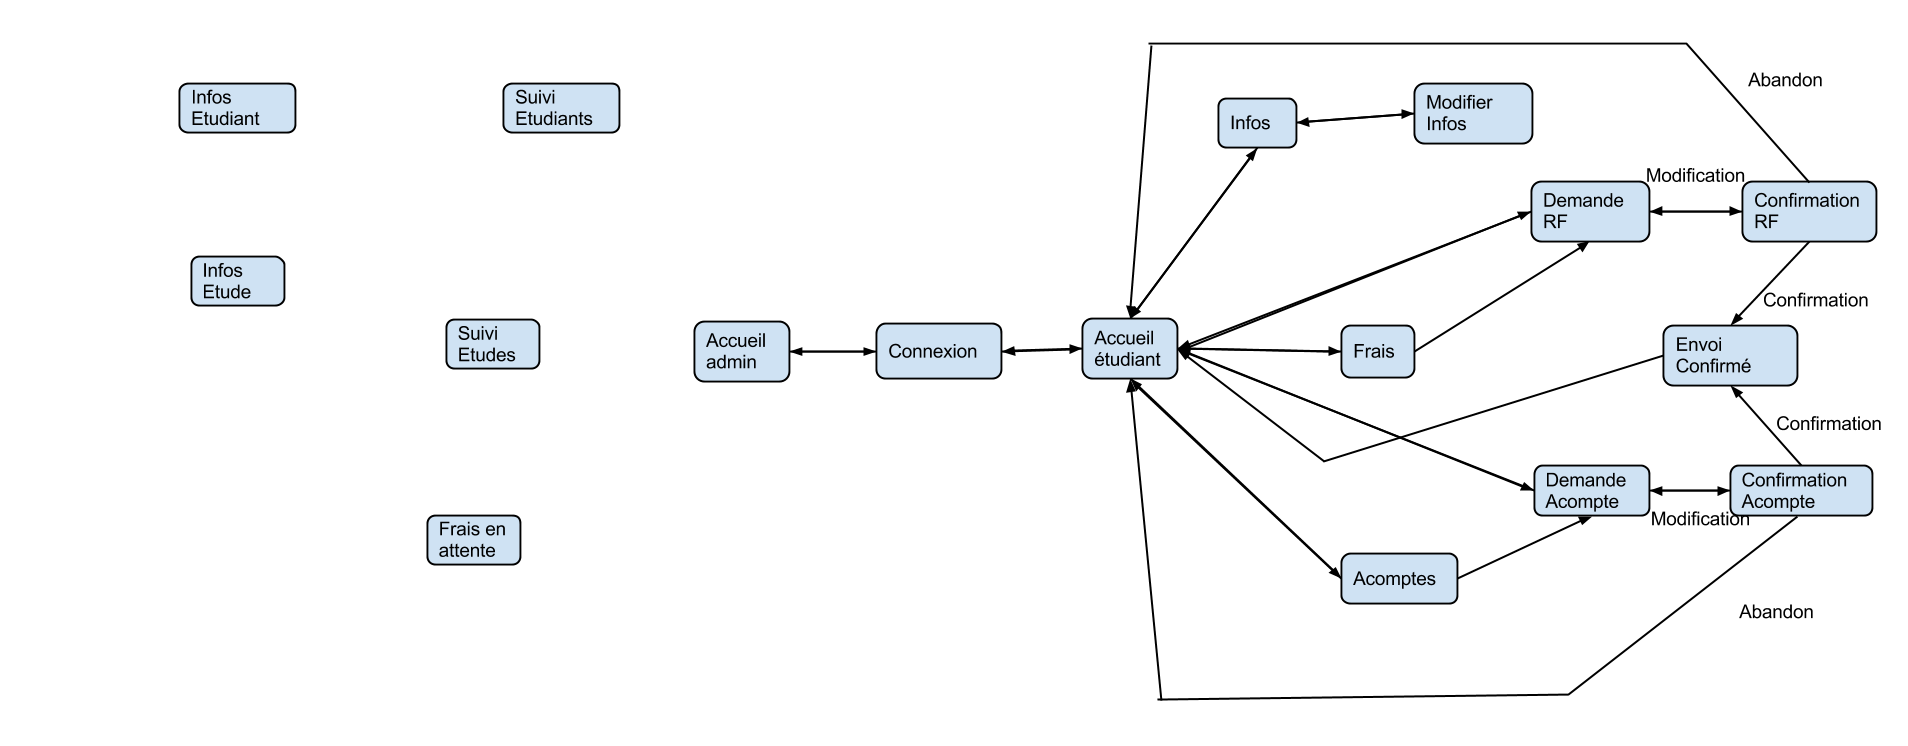 Infos
Etudiant
Suivi
Etudiants
Infos
Etude
Suivi
Etudes
Frais en
attente
Accueil
admin
Connexion
Accueil
étudiant
Infos
Modifier
Infos
Abandon
Demande
RF
Modification
Confirmation
RF
Confirmation
Frais
Envoi
Confirmé
Confirmation
Demande
Acompte
Modification
Confirmation
Acompte
Acomptes
Abandon